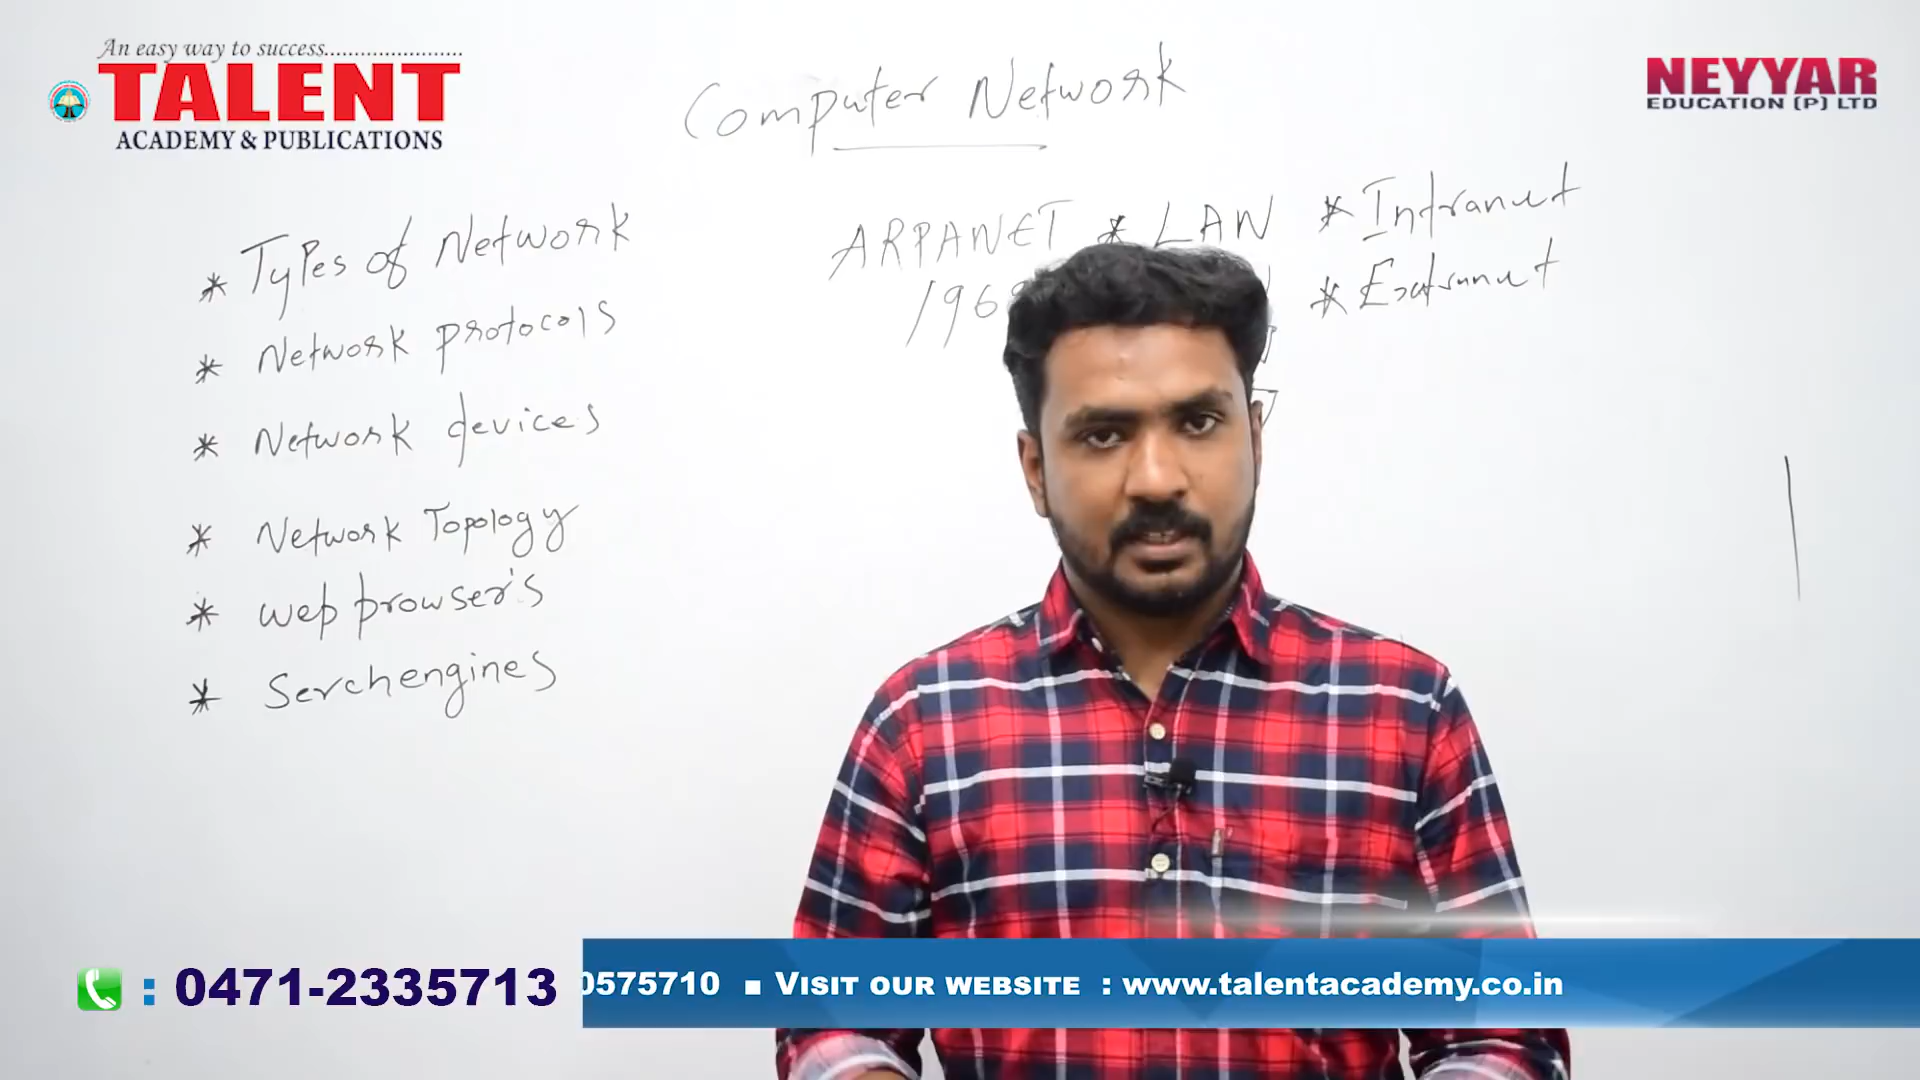 An easy way to success.......................
TALENT
ACADEMY & PUBLICATIONS
NEYYAR
EDUCATION (P) LTD
Computer Network
* Types of Network
* Network protocols
* Network devices
* Network Topology
* web browser's
* Serchengines
ARPANET
* LAN
* Intranet
* Extranet
: 0471-2335713
0575710 ■ VISIT OUR WEBSITE : www.talentacademy.co.in